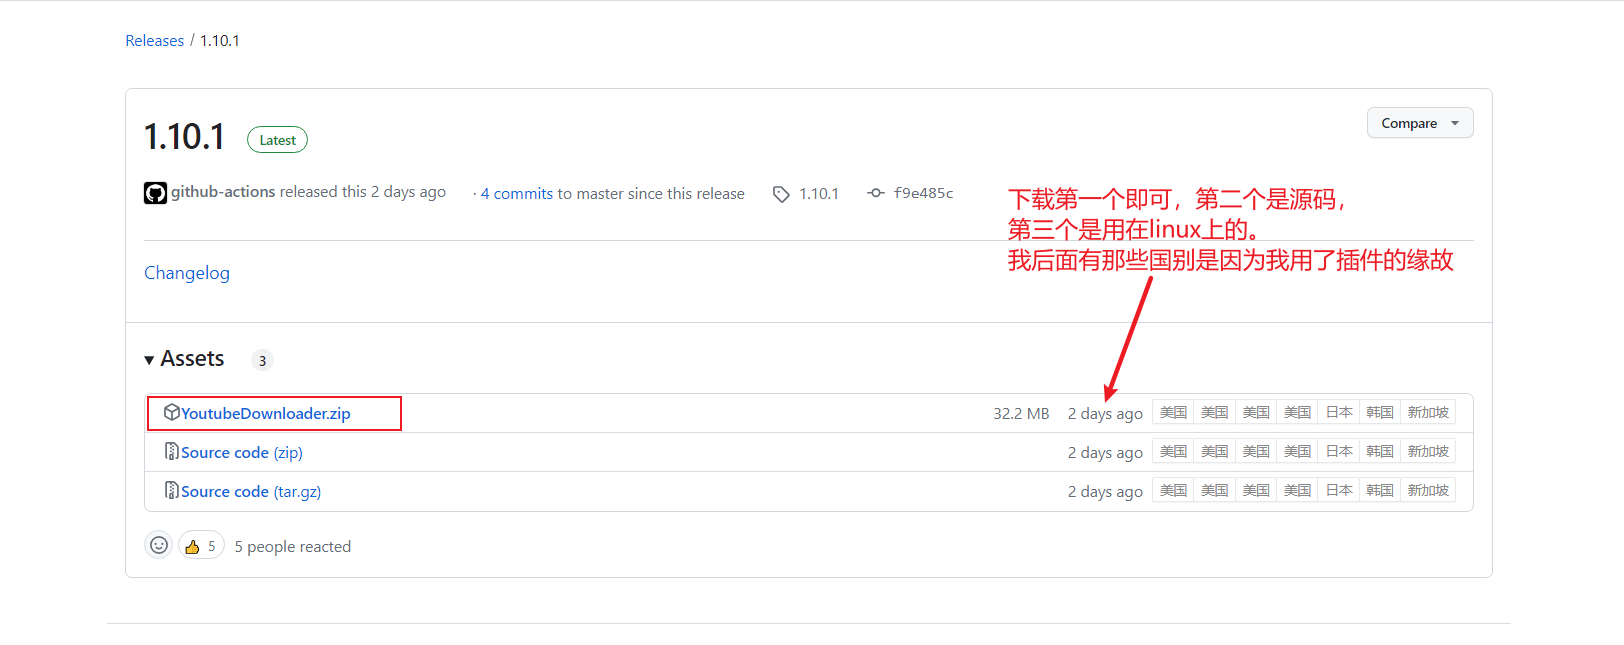 Releases / 1.10.1
1.10.1 Latest
Compare
github-actions released this 2 days ago · 4 commits to master since this release 1.10.1 f9e485c
下载第一个即可，第二个是源码，
第三个是用在linux上的。
我后面有那些国别是因为我用了插件的缘故
Changelog
Assets 3
YoutubeDownloader.zip 32.2 MB 2 days ago 美国 美国 美国 美国 日本 韩国 新加坡
Source code (zip) 2 days ago 美国 美国 美国 美国 日本 韩国 新加坡
Source code (tar.gz) 2 days ago 美国 美国 美国 美国 日本 韩国 新加坡
👍 5 5 people reacted